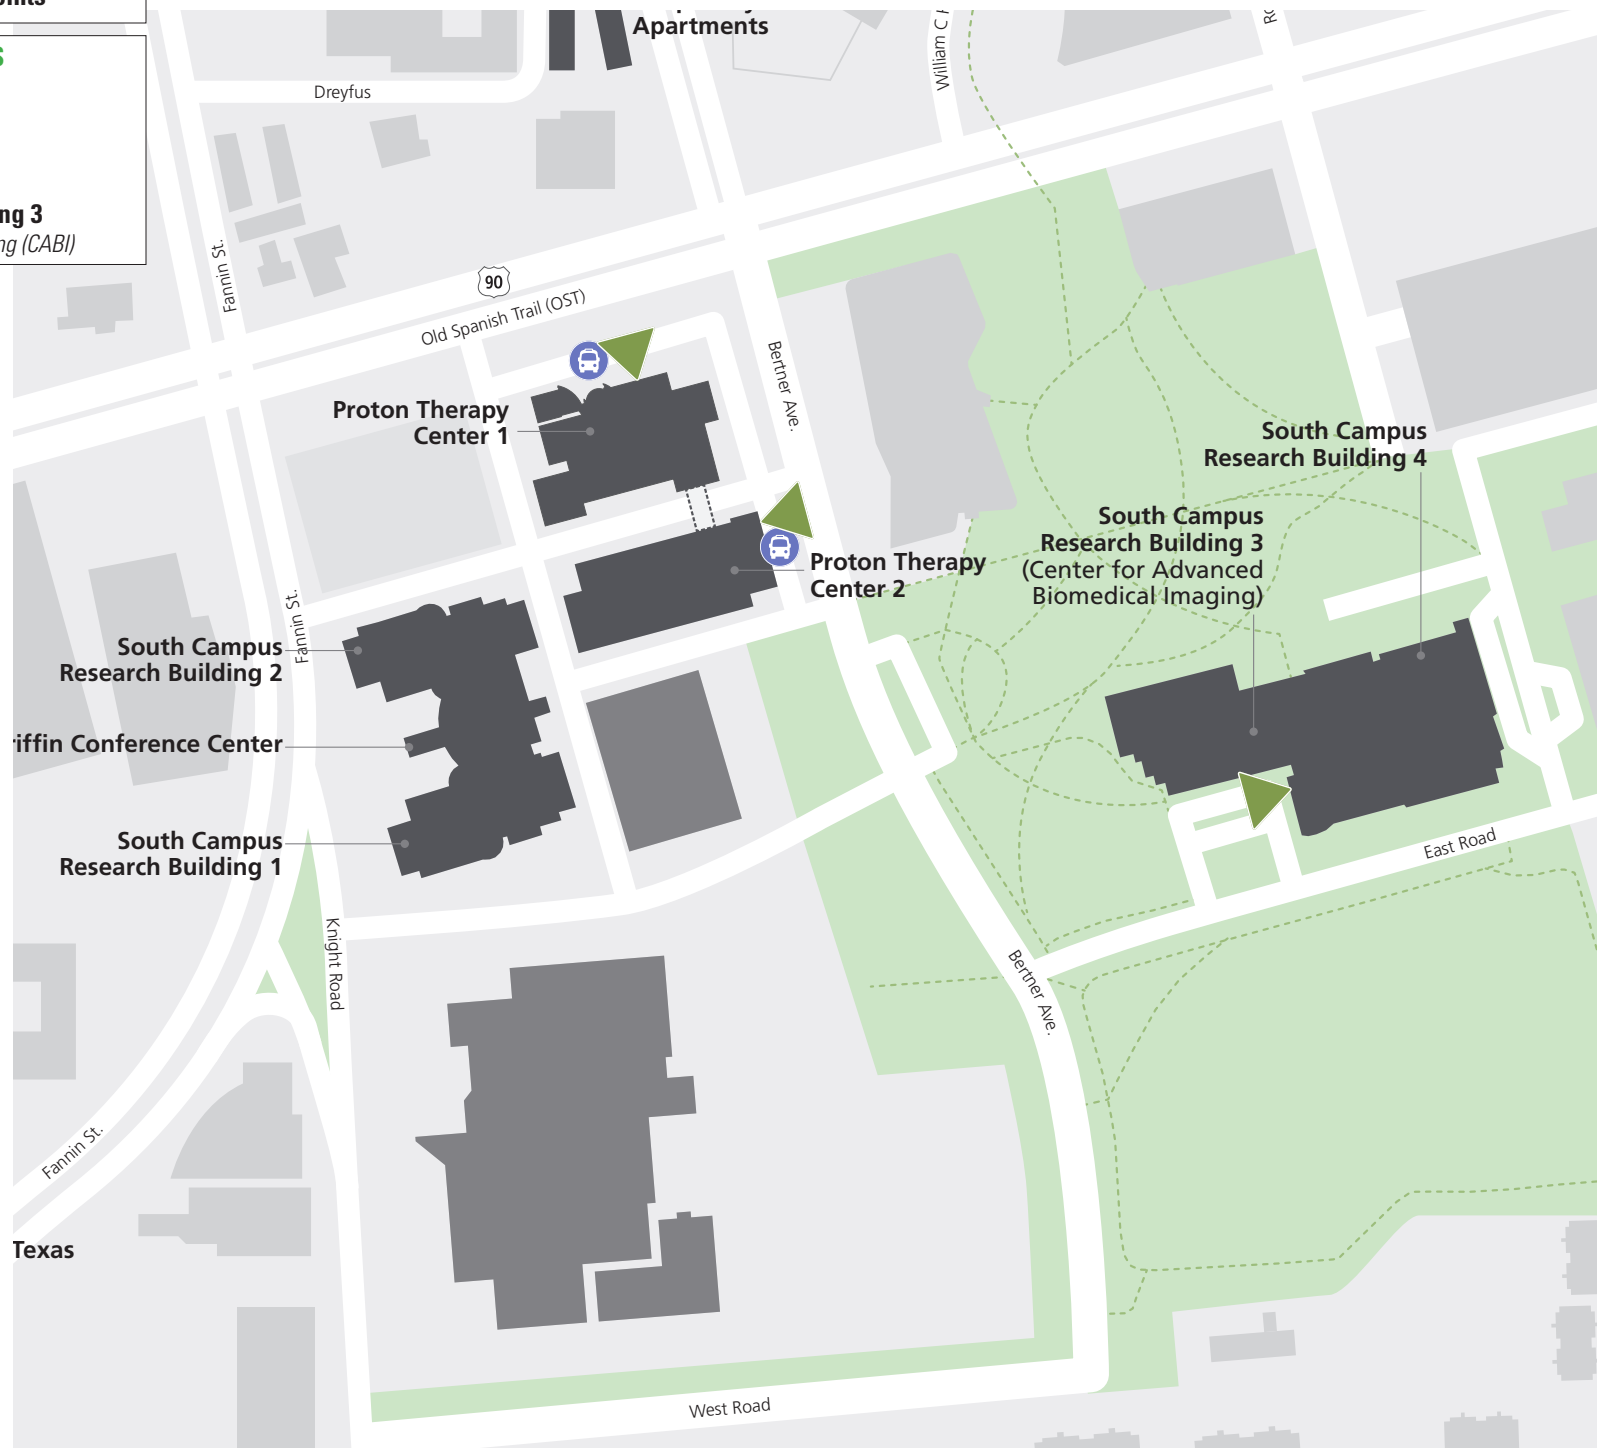 Apartments
William C
Dreyfus
ng 3
ng (CABI)
Fannin St.
90
Old Spanish Trail (OST)
Bertner Ave.
Proton Therapy
Center 1
South Campus
Research Building 4
South Campus
Research Building 3
(Center for Advanced
Biomedical Imaging)
Proton Therapy
Center 2
Fannin St.
South Campus
Research Building 2
riffin Conference Center
South Campus
Research Building 1
East Road
Knight Road
Bertner Ave.
Fannin St.
Texas
West Road